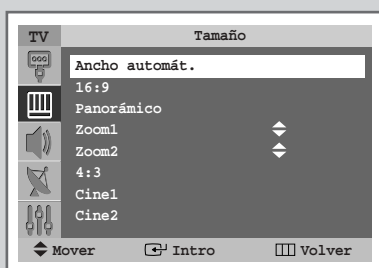 TV Tamaño
Ancho automát.
16:9
Panorámico
Zoom1
Zoom2
4:3
Cine1
Cine2
Mover Intro Volver